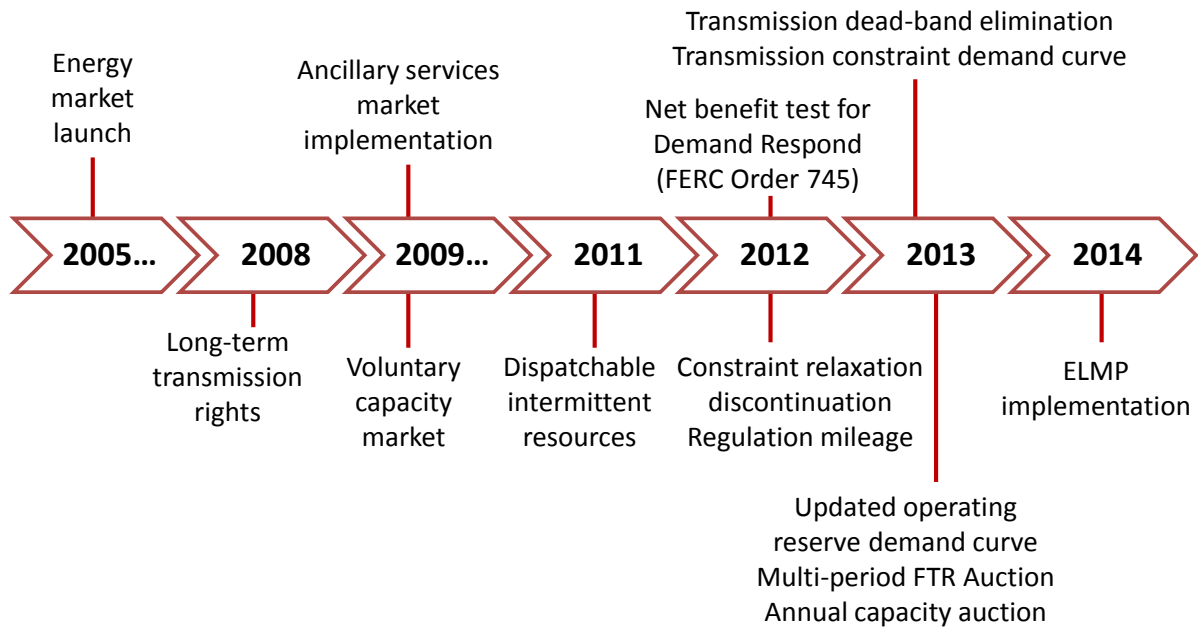 Transmission dead-band elimination
Transmission constraint demand curve
Energy
market
launch
Ancillary services
market
implementation
Net benefit test for
Demand Respond
(FERC Order 745)
2005...
2008
2009...
2011
2012
2013
2014
Long-term
transmission
rights
Voluntary
capacity
market
Dispatchable
intermittent
resources
Constraint relaxation
discontinuation
Regulation mileage
ELMP
implementation
Updated operating
reserve demand curve
Multi-period FTR Auction
Annual capacity auction